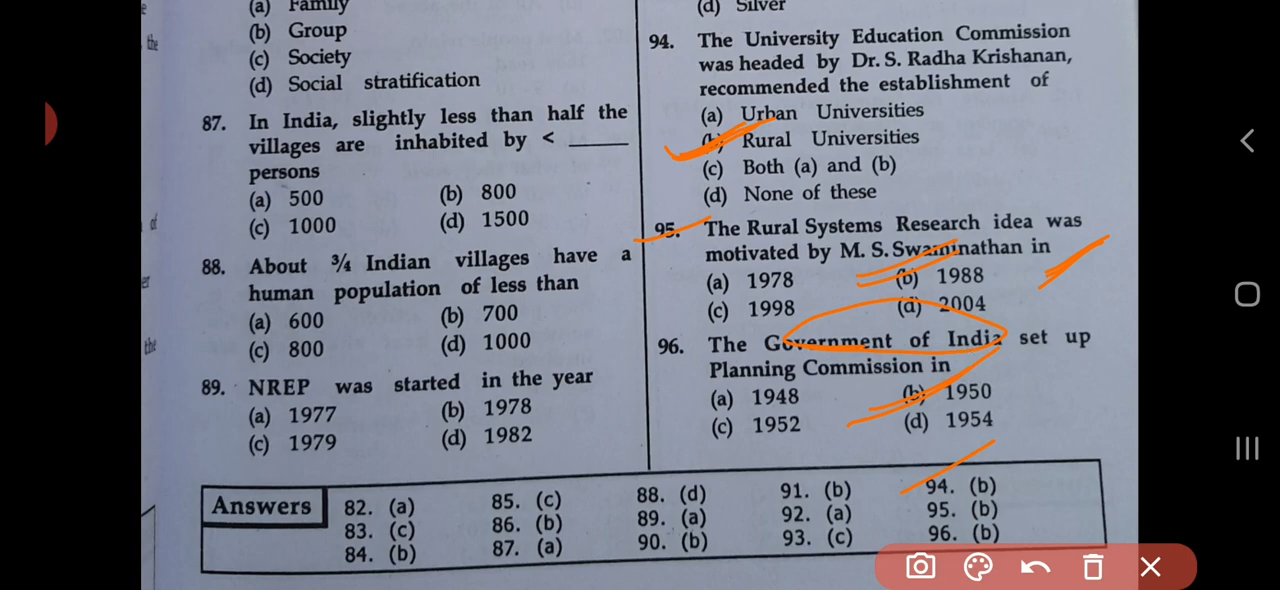 (a) Family
(b) Group
(c) Society
(d) Social stratification
87. In India, slightly less than half the
villages are inhabited by < ______
persons
(a) 500 (b) 800
(c) 1000 (d) 1500
88. About ¾ Indian villages have a
human population of less than
(a) 600 (b) 700
(c) 800 (d) 1000
89. NREP was started in the year
(a) 1977 (b) 1978
(c) 1979 (d) 1982
(d) Silver
94. The University Education Commission
was headed by Dr. S. Radha Krishanan,
recommended the establishment of
(a) Urban Universities
(b) Rural Universities
(c) Both (a) and (b)
(d) None of these
95. The Rural Systems Research idea was
motivated by M. S. Swaminathan in
(a) 1978 (b) 1988
(c) 1998 (d) 2004
96. The Government of India set up
Planning Commission in
(a) 1948 (b) 1950
(c) 1952 (d) 1954
Answers
82. (a) 85. (c) 88. (d) 91. (b) 94. (b)
83. (c) 86. (b) 89. (a) 92. (a) 95. (b)
84. (b) 87. (a) 90. (b) 93. (c) 96. (b)
the
of
er
the